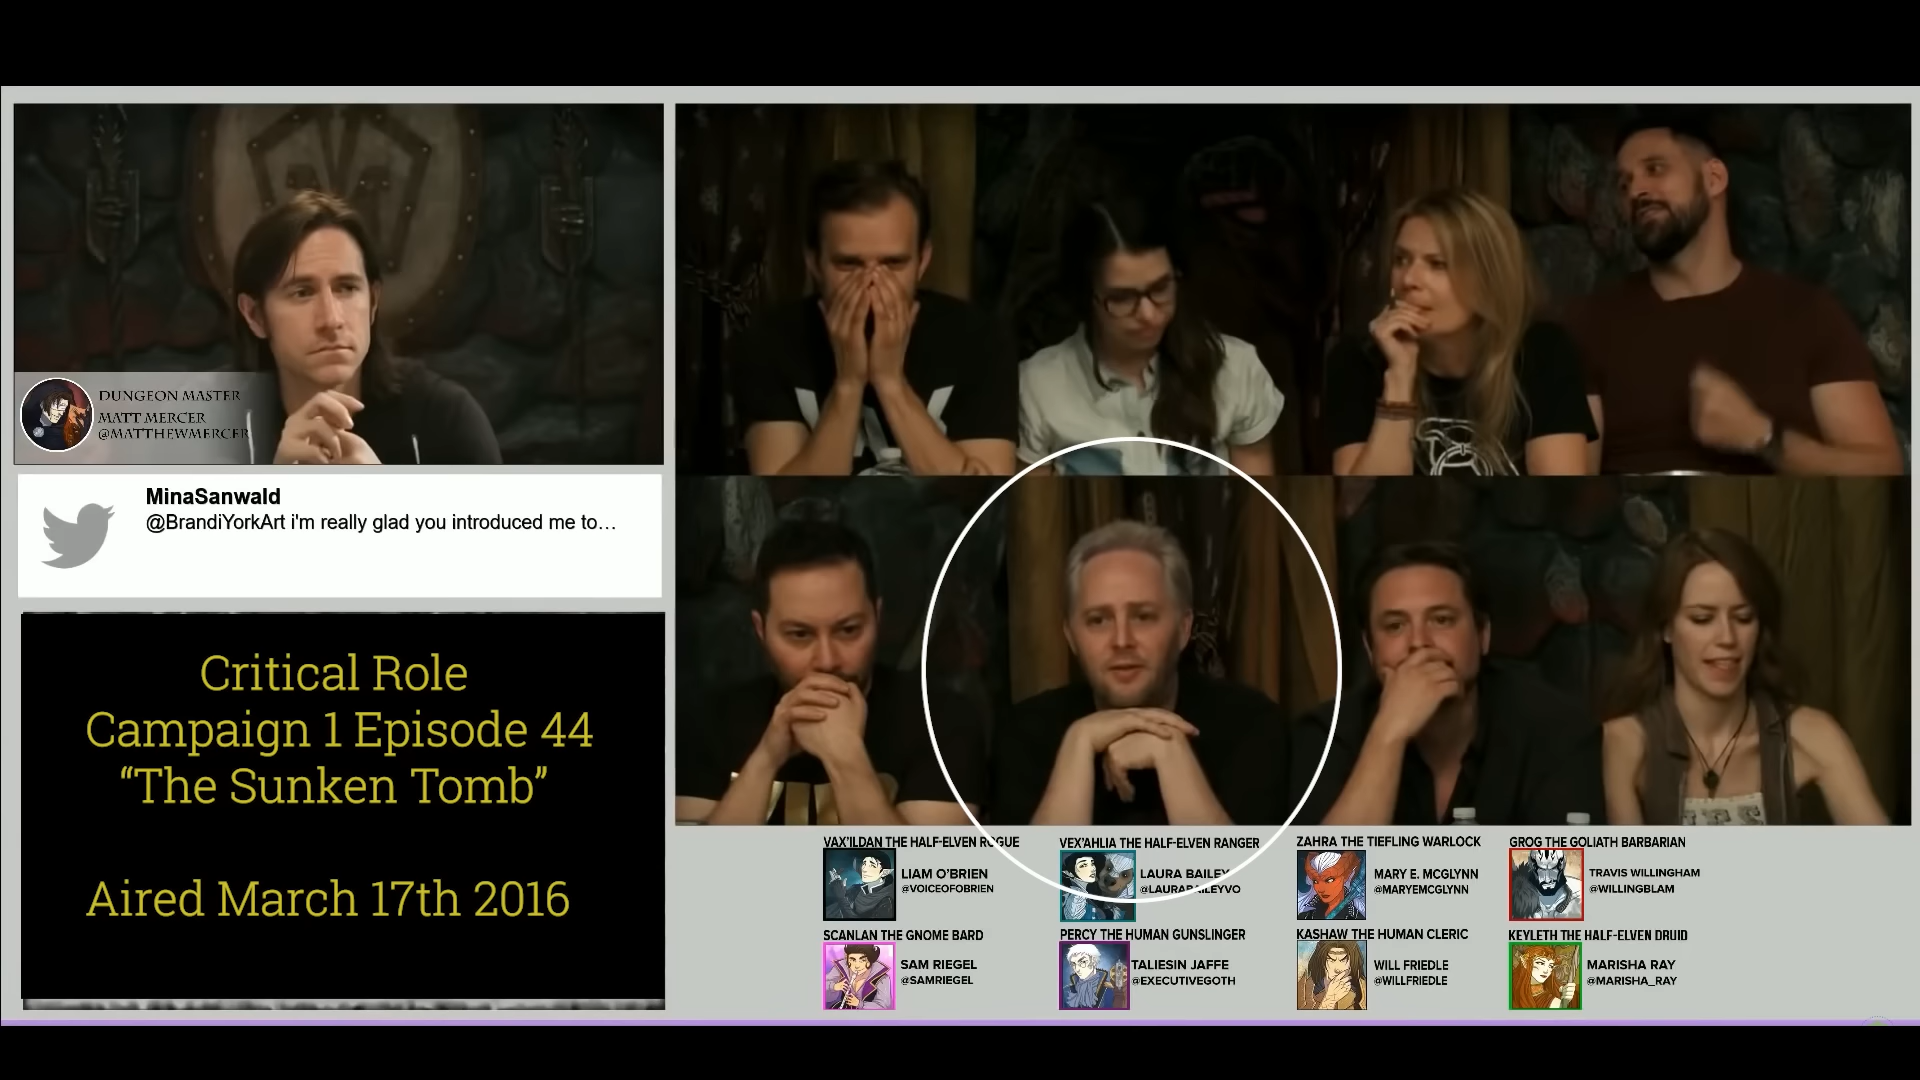 DUNGEON MASTER
MATT MERCER
@MATTHEWMERCER
MinaSanwald
@BrandiYorkArt i'm really glad you introduced me to…
Critical Role
Campaign 1 Episode 44
“The Sunken Tomb”
Aired March 17th 2016
VAX'ILDAN THE HALF-ELVEN ROGUE
LIAM O'BRIEN
@VOICEOFOBRIEN
VEX'AHLIA THE HALF-ELVEN RANGER
LAURA BAILEY
@LAURABAILEYVO
ZAHRA THE TIEFLING WARLOCK
MARY E. MCGLYNN
@MARYEMCGLYNN
GROG THE GOLIATH BARBARIAN
TRAVIS WILLINGHAM
@WILLINGBLAM
SCANLAN THE GNOME BARD
SAM RIEGEL
@SAMRIEGEL
PERCY THE HUMAN GUNSLINGER
TALIESIN JAFFE
@EXECUTIVEGOTH
KASHAW THE HUMAN CLERIC
WILL FRIEDLE
@WILLFRIEDLE
KEYLETH THE HALF-ELVEN DRUID
MARISHA RAY
@MARISHA_RAY